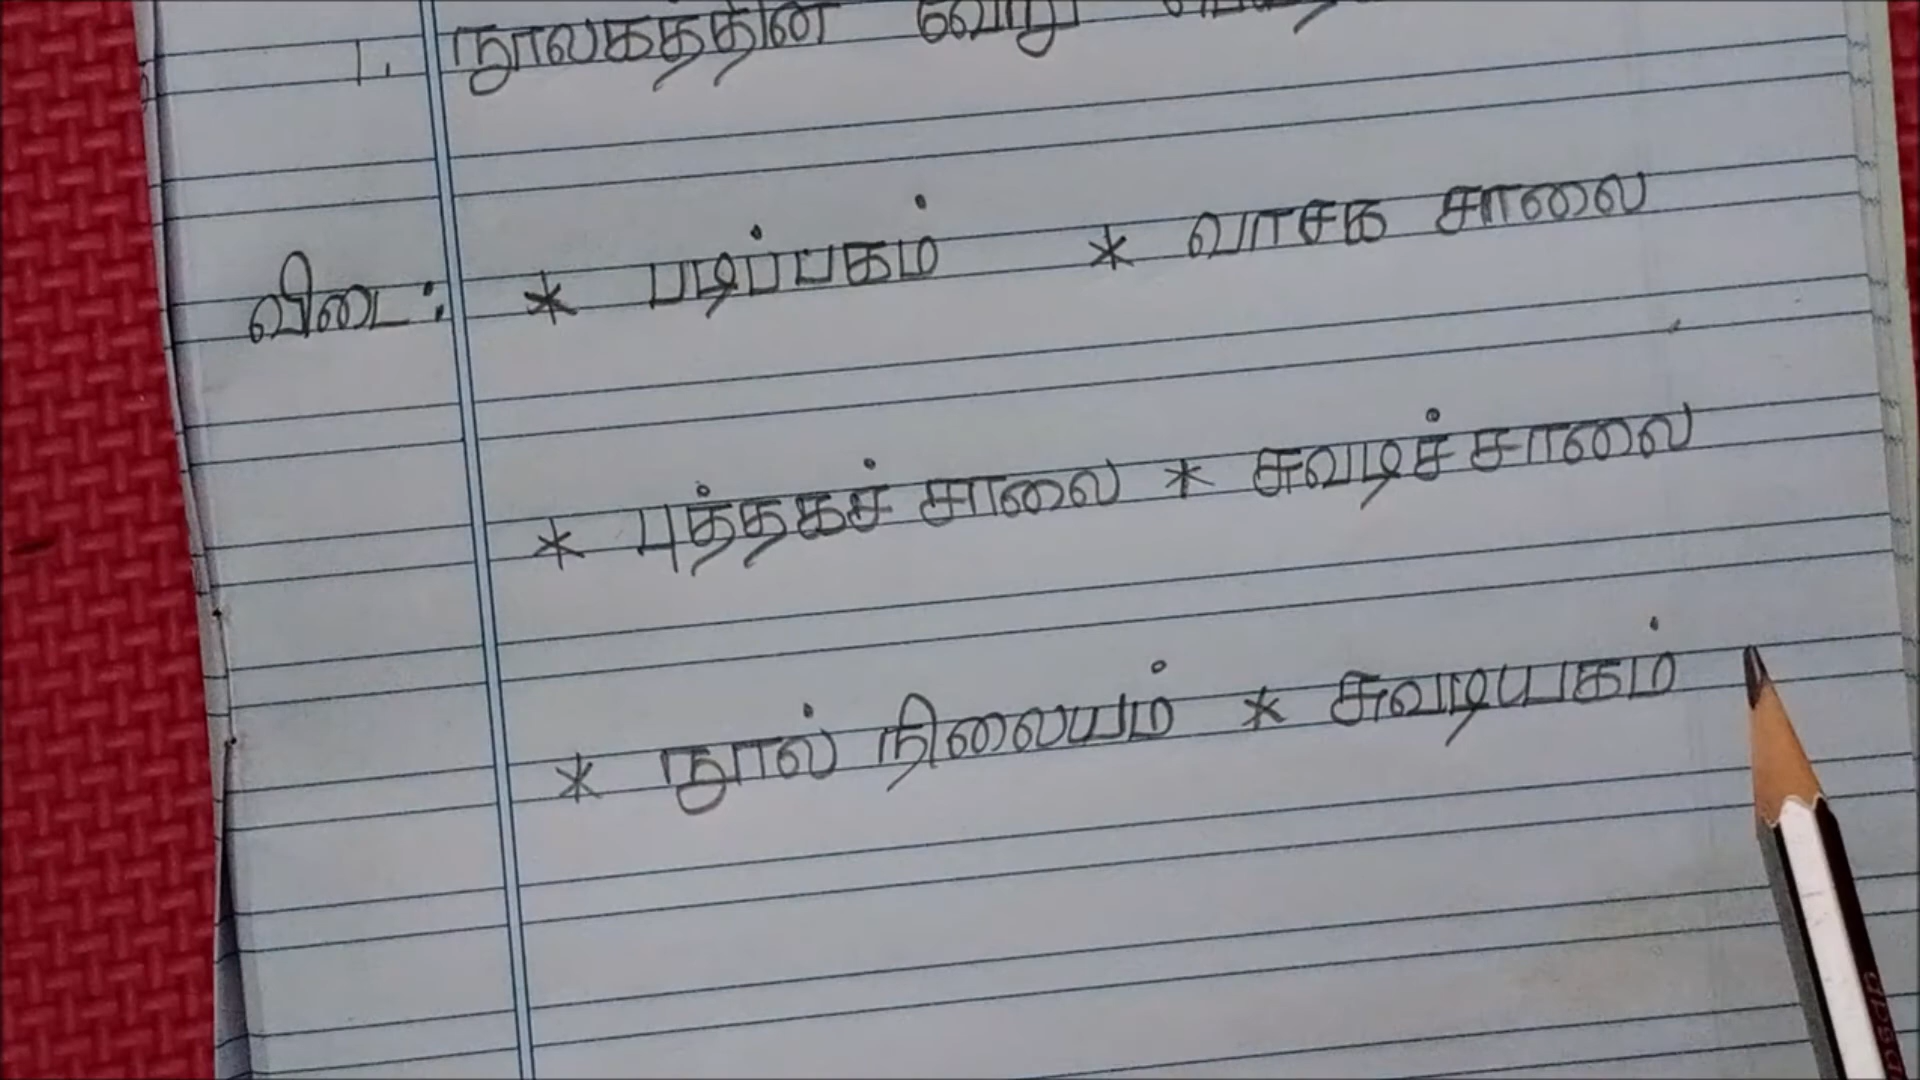 1. நூலகத்தின் வேறு
விடை : * படிப்பகம் * வாசக சாலை
* புத்தகச் சாலை * சுவடிச் சாலை
* நூல் நிலையம் * சுவடியகம்